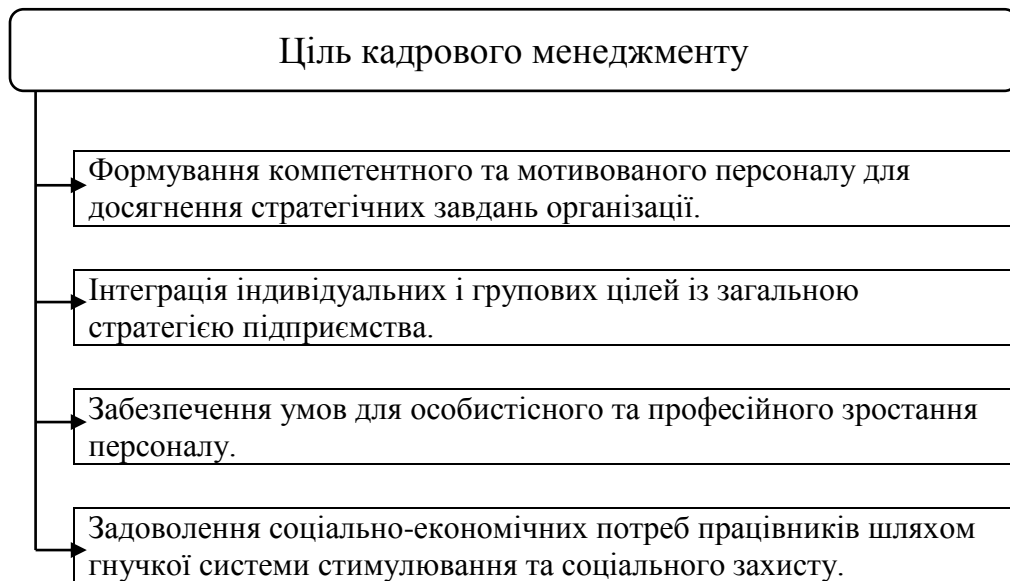 Ціль кадрового менеджменту
Формування компетентного та мотивованого персоналу для
досягнення стратегічних завдань організації.
Інтеграція індивідуальних і групових цілей із загальною
стратегією підприємства.
Забезпечення умов для особистісного та професійного зростання
персоналу.
Задоволення соціально-економічних потреб працівників шляхом
гнучкої системи стимулювання та соціального захисту.